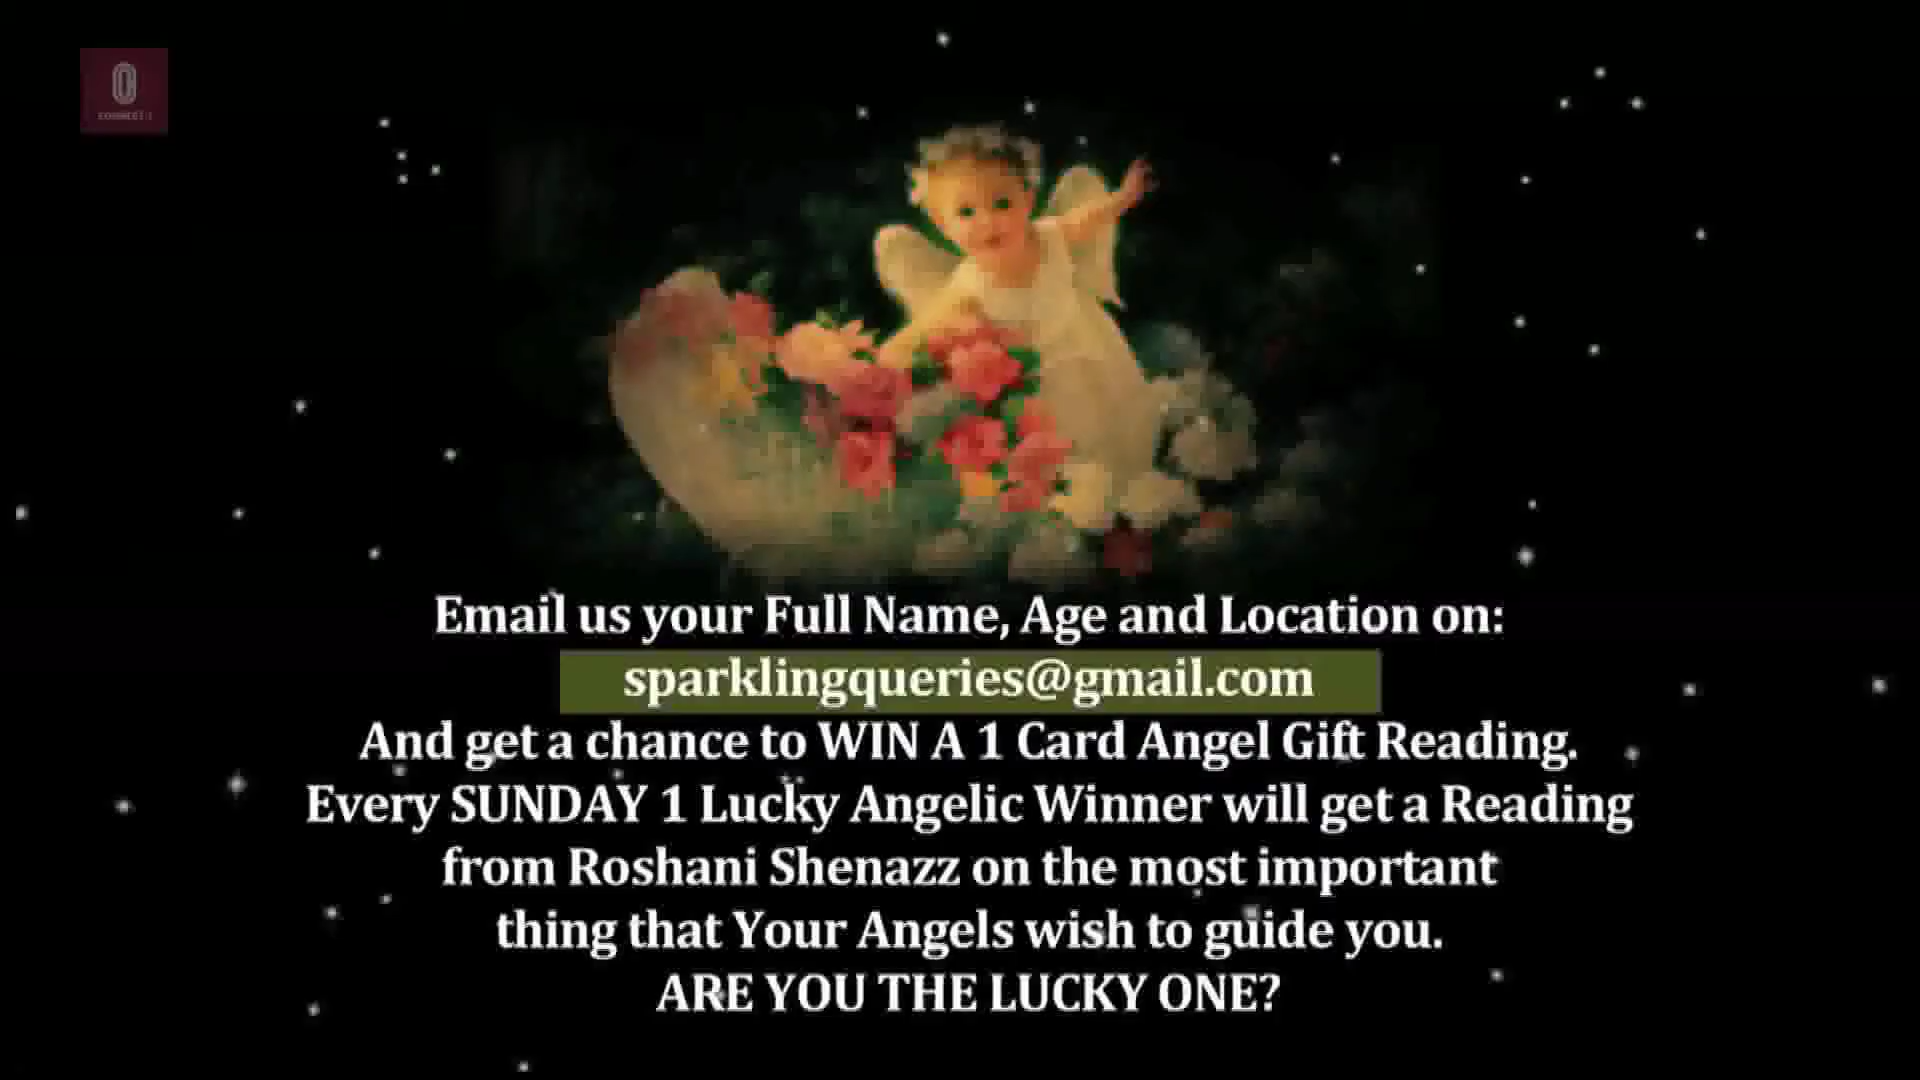 Email us your Full Name, Age and Location on:
sparklingqueries@gmail.com
And get a chance to WIN A 1 Card Angel Gift Reading.
Every SUNDAY 1 Lucky Angelic Winner will get a Reading
from Roshani Shenazz on the most important
thing that Your Angels wish to guide you.
ARE YOU THE LUCKY ONE?